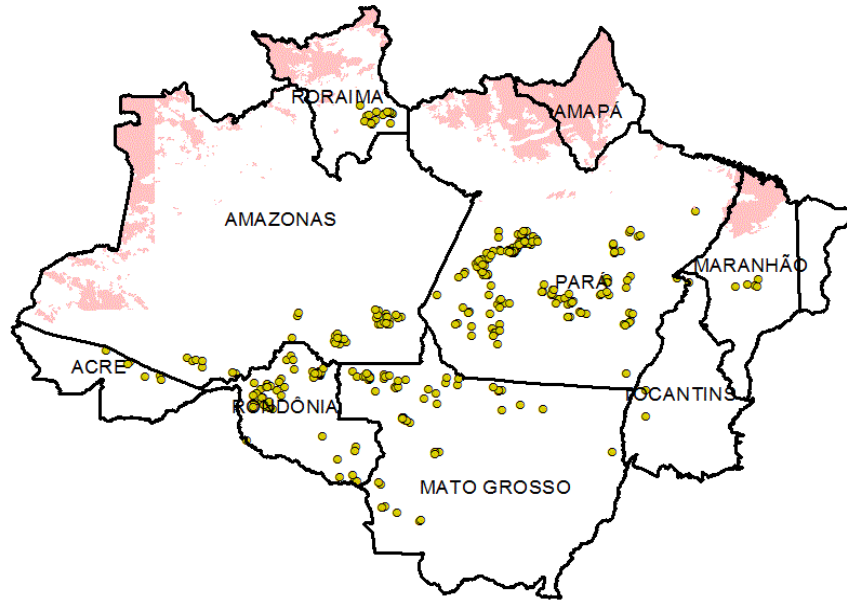 RORAIMA
AMAPÁ
AMAZONAS
MARANHÃO
PARÁ
ACRE
TOCANTINS
RONDÔNIA
MATO GROSSO